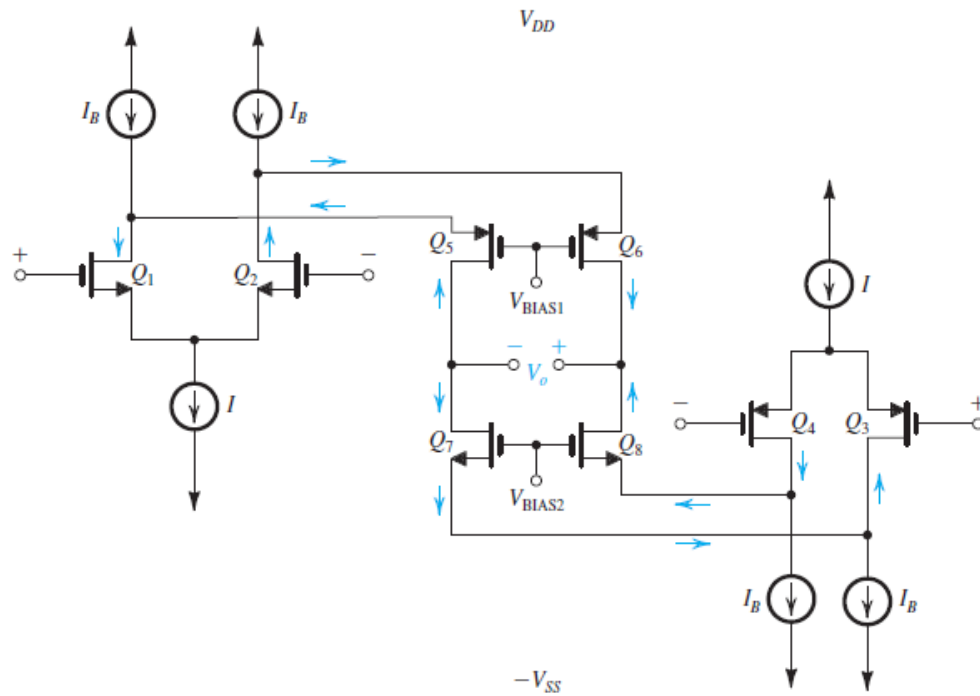 V_DD
I_B
I_B
Q_5
Q_6
+
Q_1
Q_2
−
I
V_BIAS1
I
− V_o +
−
Q_4
Q_3
+
Q_7
Q_8
V_BIAS2
I_B
I_B
−V_SS